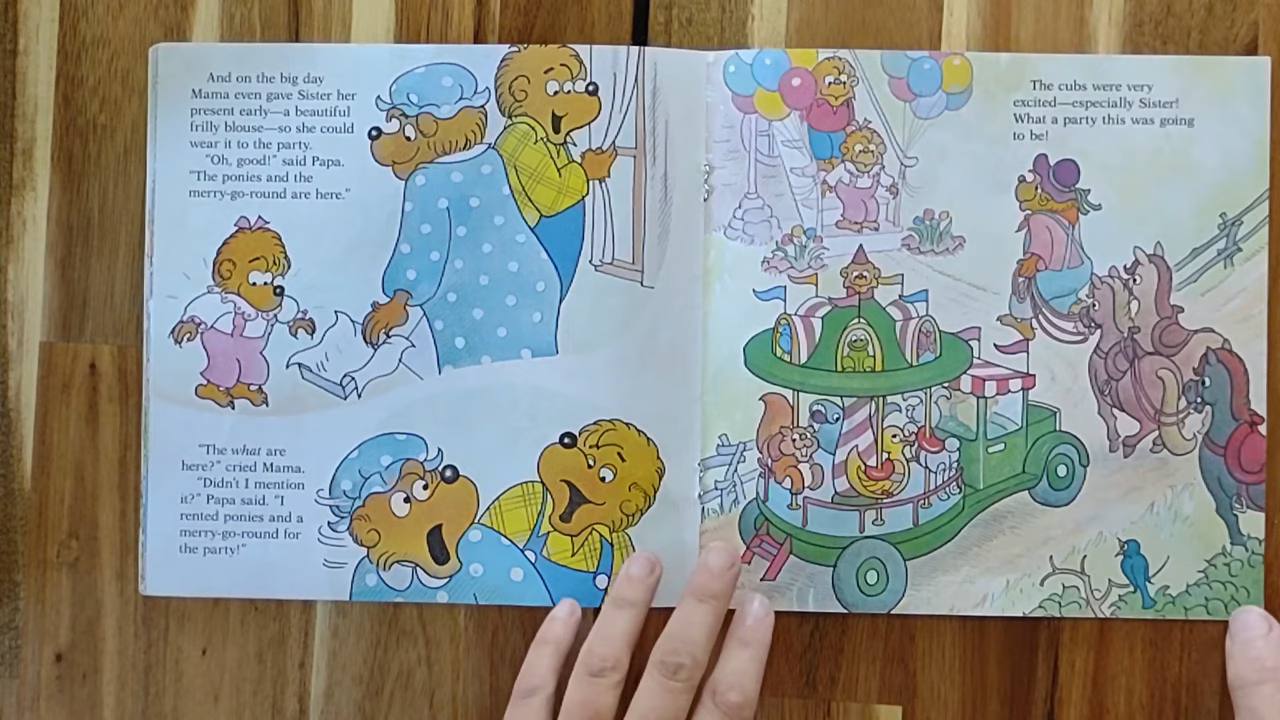 And on the big day
Mama even gave Sister her
present early—a beautiful
frilly blouse—so she could
wear it to the party.
"Oh, good!" said Papa.
"The ponies and the
merry-go-round are here."
"The what are
here?" cried Mama.
"Didn't I mention
it?" Papa said. "I
rented ponies and a
merry-go-round for
the party!"
The cubs were very
excited—especially Sister!
What a party this was going
to be!